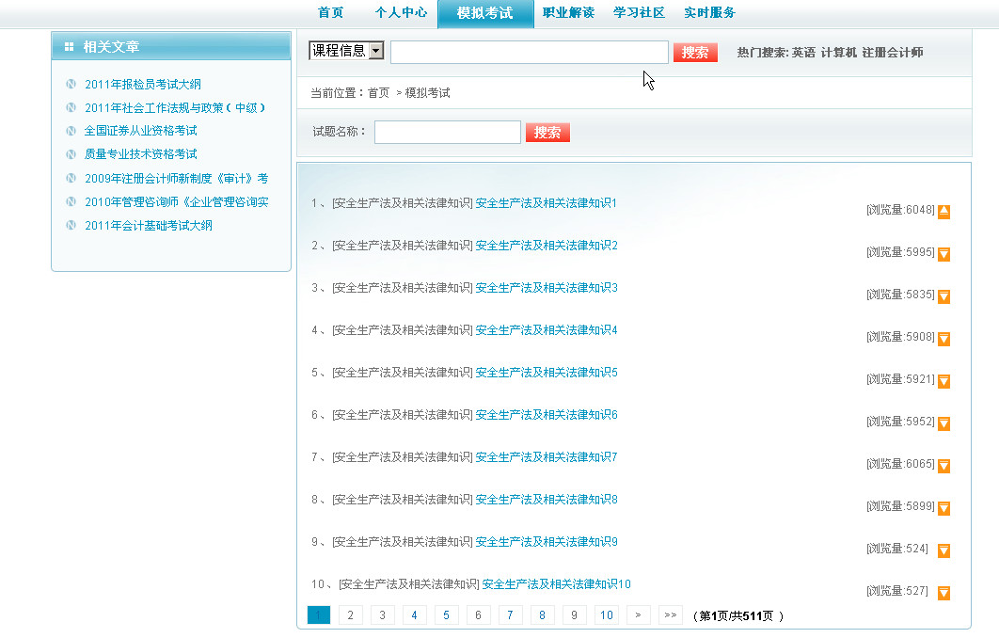 首页 个人中心 模拟考试 职业解读 学习社区 实时服务
相关文章
2011年报检员考试大纲
2011年社会工作法规与政策（中级）
全国证券从业资格考试
质量专业技术资格考试
2009年注册会计师新制度《审计》考
2010年管理咨询师《企业管理咨询实
2011年会计基础考试大纲
课程信息 搜索 热门搜索: 英语 计算机 注册会计师
当前位置：首页 > 模拟考试
试题名称： 搜索
1、[安全生产法及相关法律知识] 安全生产法及相关法律知识1 [浏览量:6048]
2、[安全生产法及相关法律知识] 安全生产法及相关法律知识2 [浏览量:5995]
3、[安全生产法及相关法律知识] 安全生产法及相关法律知识3 [浏览量:5835]
4、[安全生产法及相关法律知识] 安全生产法及相关法律知识4 [浏览量:5908]
5、[安全生产法及相关法律知识] 安全生产法及相关法律知识5 [浏览量:5921]
6、[安全生产法及相关法律知识] 安全生产法及相关法律知识6 [浏览量:5952]
7、[安全生产法及相关法律知识] 安全生产法及相关法律知识7 [浏览量:6065]
8、[安全生产法及相关法律知识] 安全生产法及相关法律知识8 [浏览量:5899]
9、[安全生产法及相关法律知识] 安全生产法及相关法律知识9 [浏览量:524]
10、[安全生产法及相关法律知识] 安全生产法及相关法律知识10 [浏览量:527]
1 2 3 4 5 6 7 8 9 10 > >> （第1页/共511页 ）